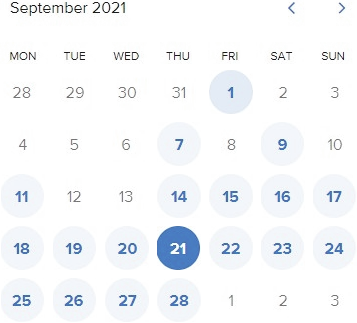 September 2021
MON TUE WED THU FRI SAT SUN
28 29 30 31 1 2 3
4 5 6 7 8 9 10
11 12 13 14 15 16 17
18 19 20 21 22 23 24
25 26 27 28 1 2 3